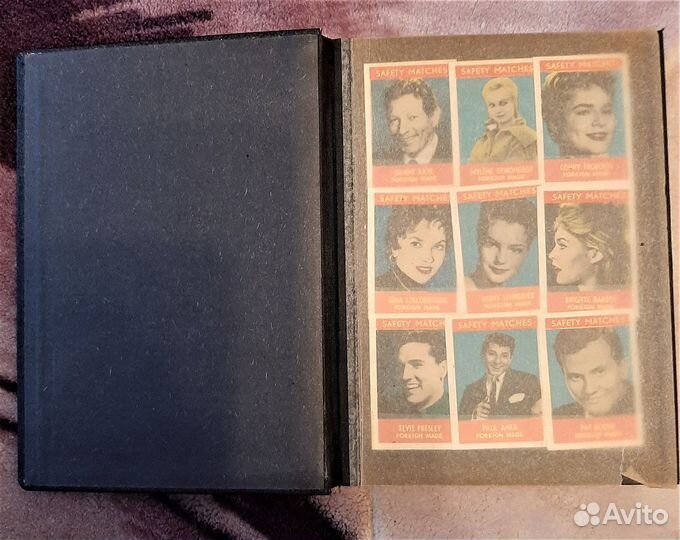 SAFETY MATCHES SAFETY MATCHES SAFETY MATCHES
DANNY KAYE MYLENE DEMONGEOT CONNY FROBOESS
FOREIGN MADE FOREIGN MADE FOREIGN MADE
SAFETY MATCHES SAFETY MATCHES SAFETY MATCHES
GINA LOLLOBRIGIDA ROMY SCHNEIDER BRIGITTE BARDOT
FOREIGN MADE FOREIGN MADE FOREIGN MADE
SAFETY MATCHES SAFETY MATCHES SAFETY MATCHES
ELVIS PRESLEY PAUL ANKA PAT BOONE
FOREIGN MADE FOREIGN MADE FOREIGN MADE
Avito